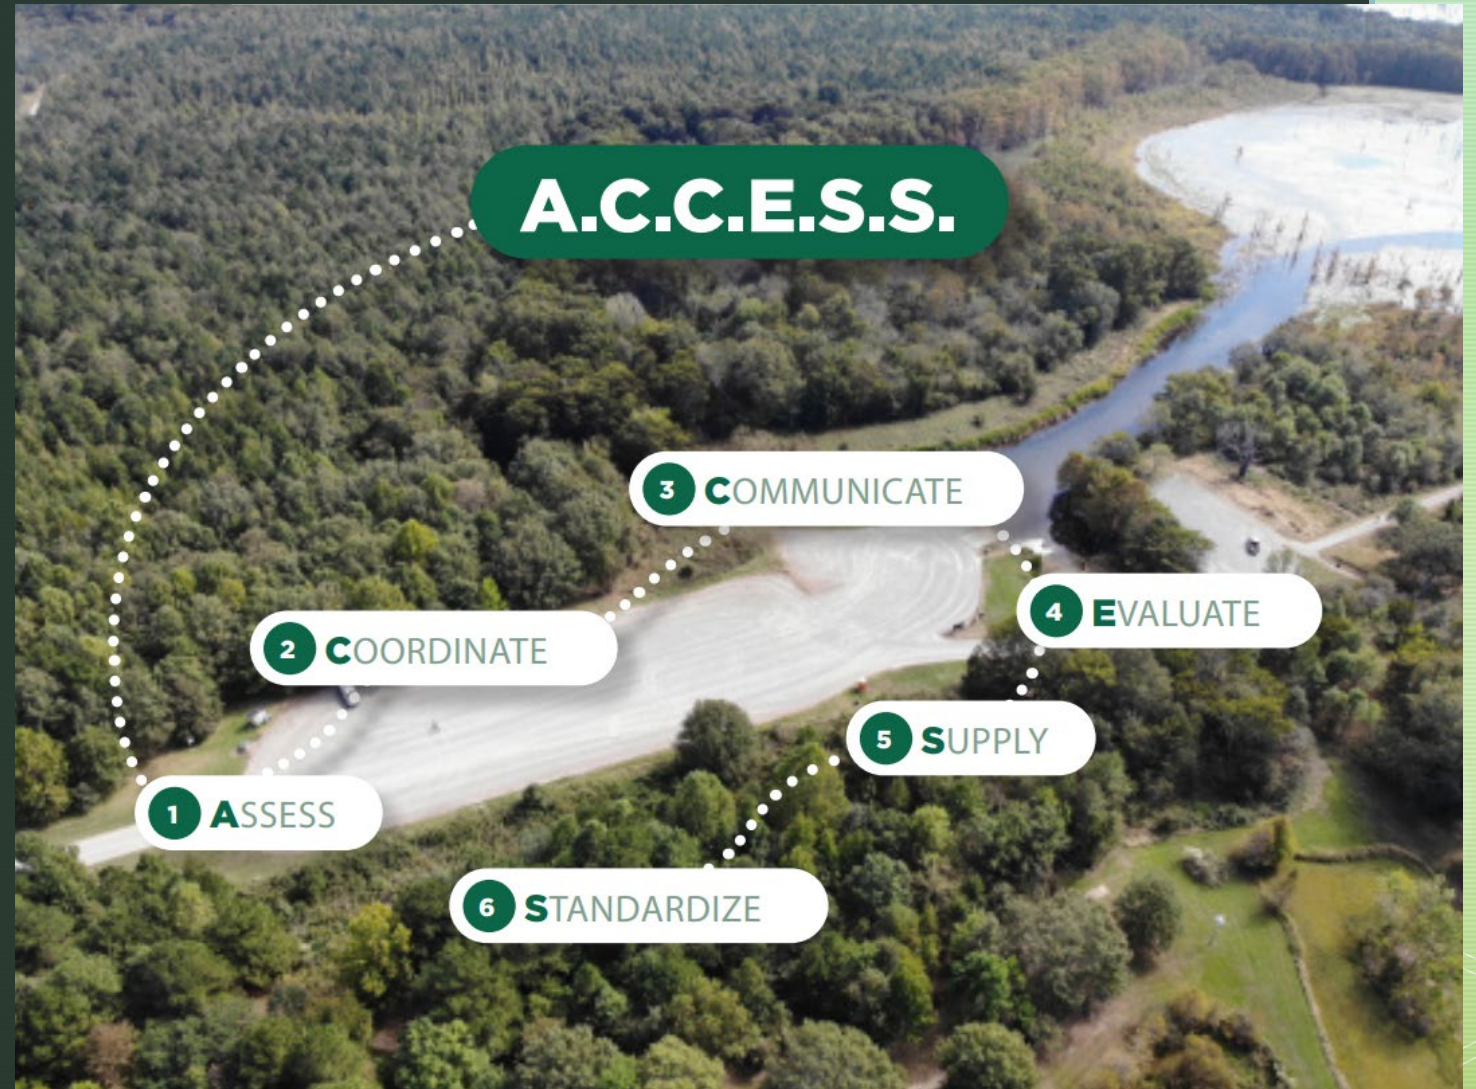 A.C.C.E.S.S.
1 ASSESS
2 COORDINATE
3 COMMUNICATE
4 EVALUATE
5 SUPPLY
6 STANDARDIZE